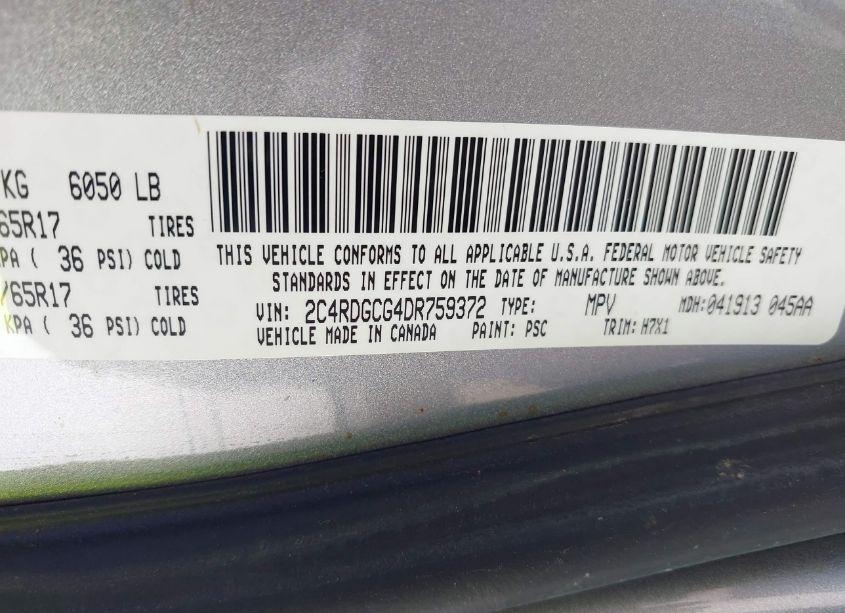 KG 6050 LB
65R17 TIRES
PA ( 36 PSI) COLD
/65R17 TIRES
KPA ( 36 PSI) COLD
THIS VEHICLE CONFORMS TO ALL APPLICABLE U.S.A. FEDERAL MOTOR VEHICLE SAFETY
STANDARDS IN EFFECT ON THE DATE OF MANUFACTURE SHOWN ABOVE.
VIN: 2C4RDGCG4DR759372 TYPE: MPV MDH:041913 045AA
VEHICLE MADE IN CANADA PAINT: PSC TRIM: H7X1